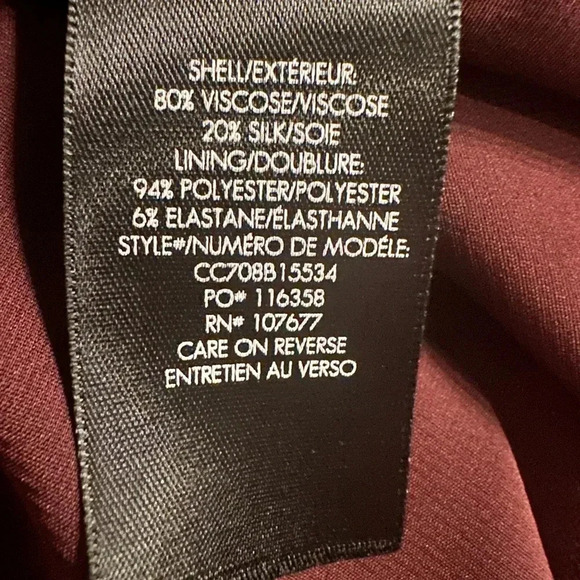 SHELL/EXTÉRIEUR:
80% VISCOSE/VISCOSE
20% SILK/SOIE
LINING/DOUBLURE:
94% POLYESTER/POLYESTER
6% ELASTANE/ÉLASTHANNE
STYLE#/NUMÉRO DE MODÉLE:
CC708B15534
PO# 116358
RN# 107677
CARE ON REVERSE
ENTRETIEN AU VERSO